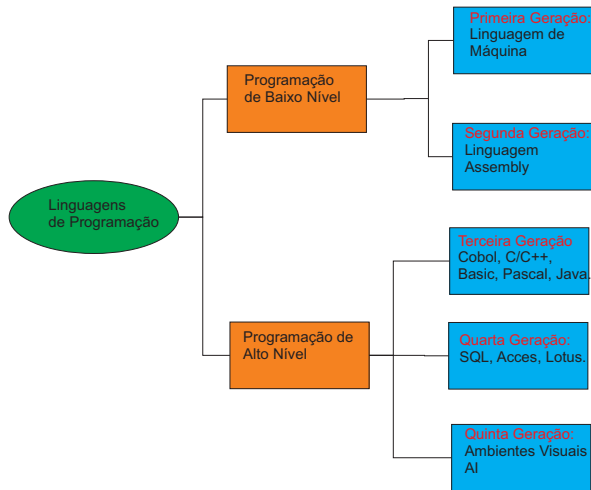 Linguagens
de Programação
Programação
de Baixo Nível
Primeira Geração:
Linguagem de
Máquina
Segunda Geração:
Linguagem
Assembly
Programação de
Alto Nível
Terceira Geração
Cobol, C/C++,
Basic, Pascal, Java.
Quarta Geração:
SQL, Acces, Lotus.
Quinta Geração:
Ambientes Visuais
AI